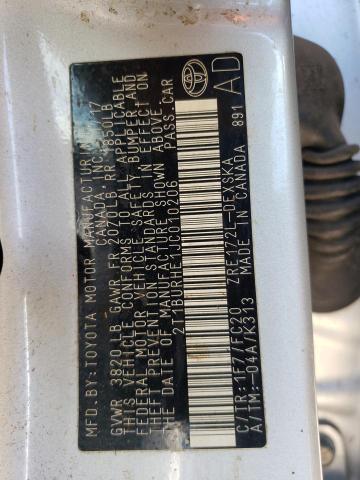 MFD.BY:TOYOTA MOTOR MANUFACTURING
CANADA, INC. 11/17
GVWR 3820 LB GAWR FR 2070LB RR 1850LB
THIS VEHICLE CONFORMS TO ALL APPLICABLE
FEDERAL MOTOR VEHICLE SAFETY, BUMPER, AND
THEFT PREVENTION STANDARDS IN EFFECT ON
THE DATE OF MANUFACTURE SHOWN ABOVE.
2T1BURHE1JC010206 PASS.CAR
C/TR:1F7/FC20 ZRE172L-DEXSKA
A/TM:-04A/K313 MADE IN CANADA 891
AD